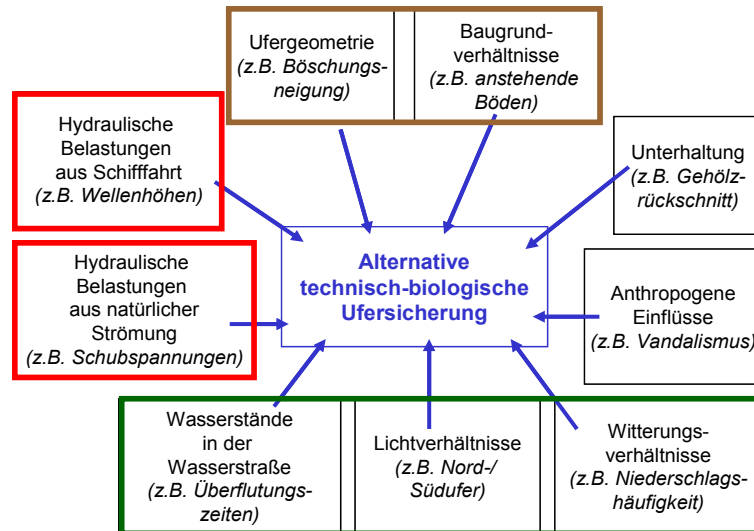 Ufergeometrie
(z.B. Böschungs-
neigung)
Baugrund-
verhältnisse
(z.B. anstehende
Böden)
Hydraulische
Belastungen
aus Schifffahrt
(z.B. Wellenhöhen)
Unterhaltung
(z.B. Gehölz-
rückschnitt)
Alternative
technisch-biologische
Ufersicherung
Hydraulische
Belastungen
aus natürlicher
Strömung
(z.B. Schubspannungen)
Anthropogene
Einflüsse
(z.B. Vandalismus)
Wasserstände
in der
Wasserstraße
(z.B. Überflutungs-
zeiten)
Lichtverhältnisse
(z.B. Nord-/
Südufer)
Witterungs-
verhältnisse
(z.B. Niederschlags-
häufigkeit)